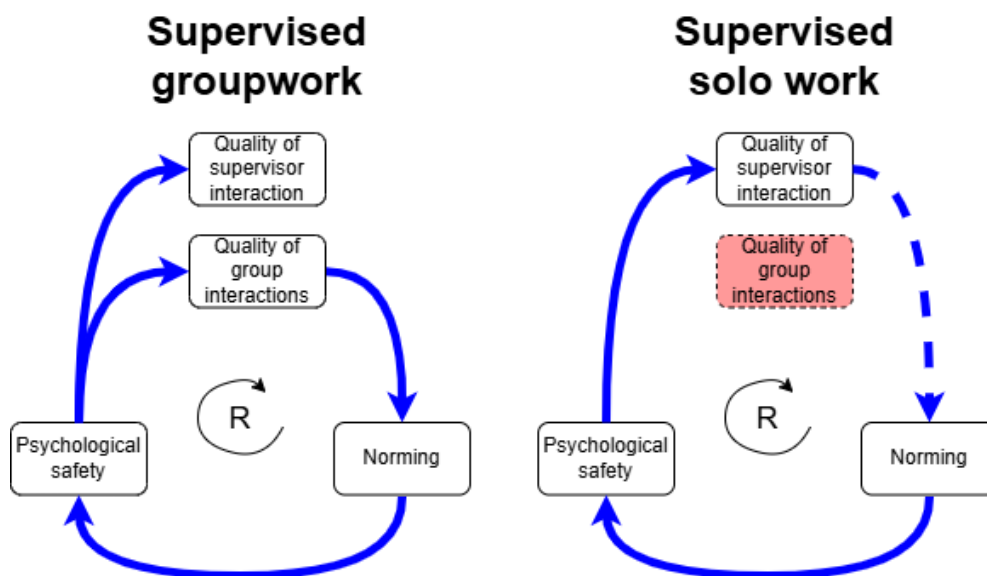 Supervised
groupwork
Quality of
supervisor
interaction
Quality of
group
interactions
R
Psychological
safety
Norming
Supervised
solo work
Quality of
supervisor
interaction
Quality of
group
interactions
R
Psychological
safety
Norming